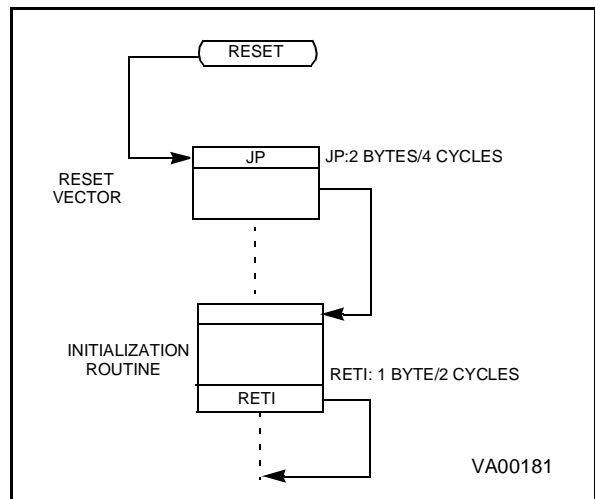 RESET
JP
JP:2 BYTES/4 CYCLES
RESET
VECTOR
INITIALIZATION
ROUTINE
RETI: 1 BYTE/2 CYCLES
RETI
VA00181